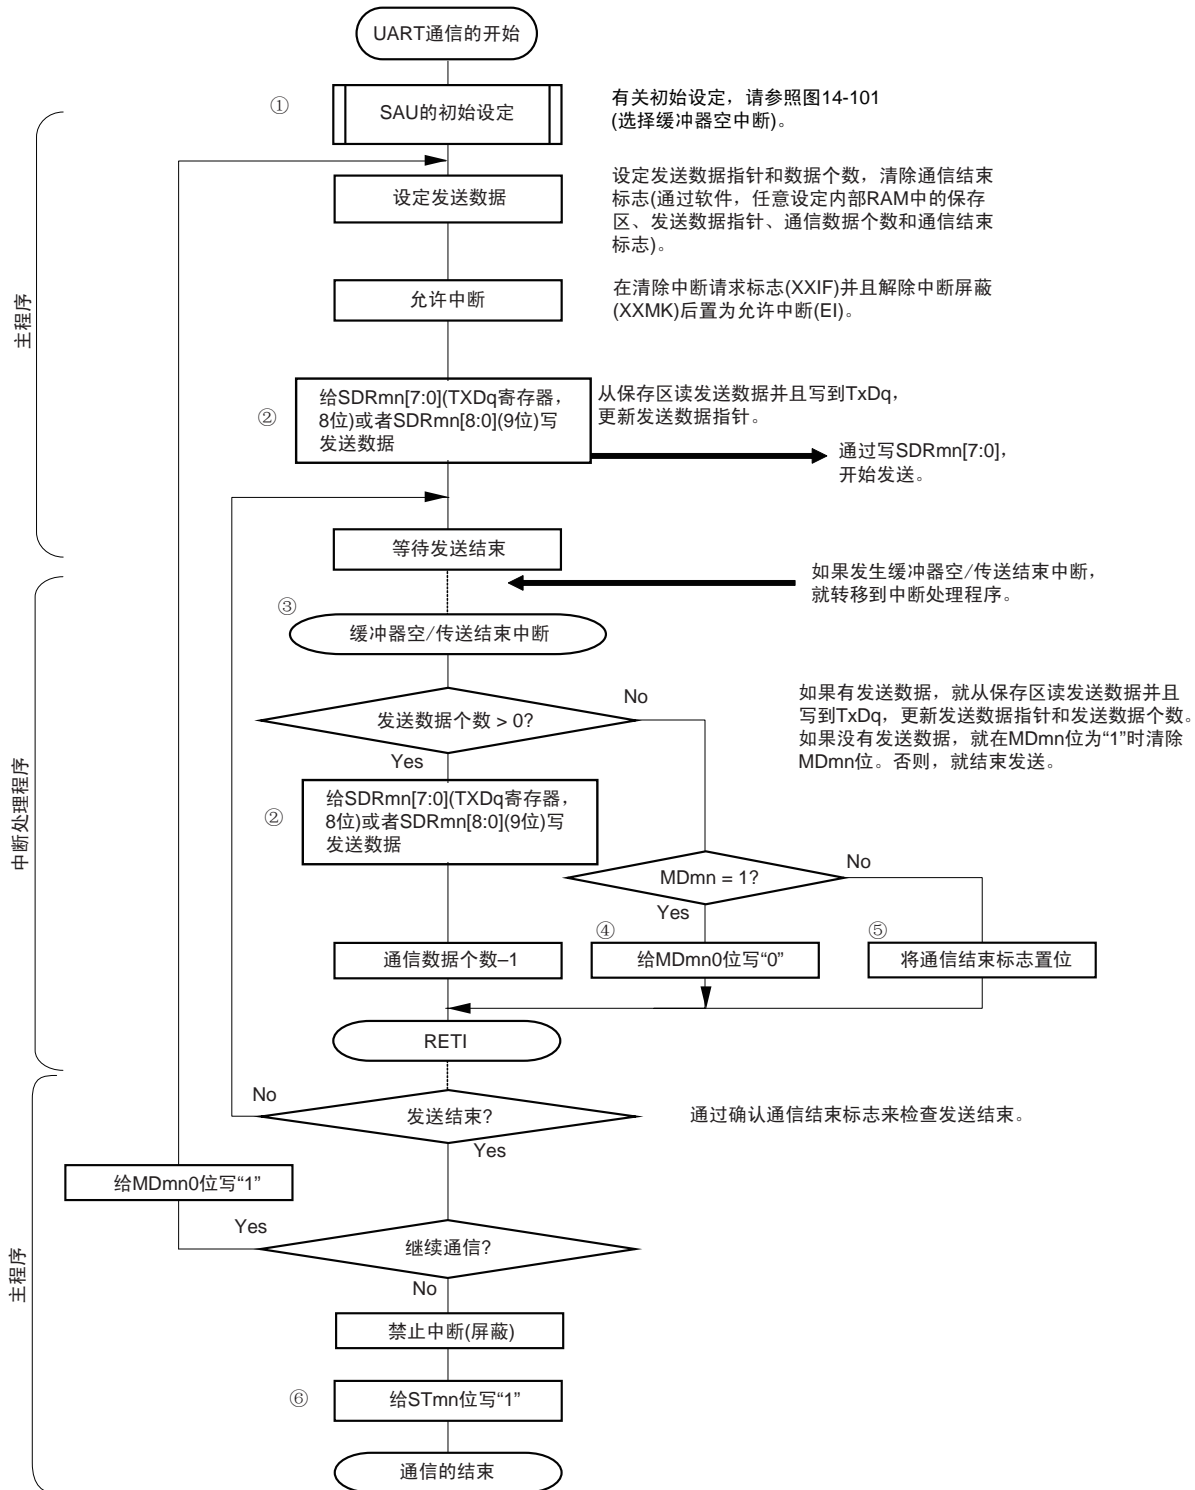 UART通信的开始
①
SAU的初始设定
有关初始设定，请参照图14-101
(选择缓冲器空中断)。
设定发送数据
设定发送数据指针和数据个数，清除通信结束
标志(通过软件，任意设定内部RAM中的保存
区、发送数据指针、通信数据个数和通信结束
标志)。
主程序
允许中断
在清除中断请求标志(XXIF)并且解除中断屏蔽
(XXMK)后置为允许中断(EI)。
②
给SDRmn[7:0](TXDq寄存器，
8位)或者SDRmn[8:0](9位)写
发送数据
从保存区读发送数据并且写到TxDq，
更新发送数据指针。
通过写SDRmn[7:0]，
开始发送。
等待发送结束
如果发生缓冲器空/传送结束中断，
就转移到中断处理程序。
③
缓冲器空/传送结束中断
发送数据个数 > 0?
No
Yes
如果有发送数据，就从保存区读发送数据并且
写到TxDq，更新发送数据指针和发送数据个数。
如果没有发送数据，就在MDmn位为“1”时清除
MDmn位。否则，就结束发送。
中断处理程序
②
给SDRmn[7:0](TXDq寄存器，
8位)或者SDRmn[8:0](9位)写
发送数据
MDmn = 1?
No
Yes
通信数据个数–1
④
给MDmn0位写“0”
⑤
将通信结束标志置位
RETI
No
发送结束?
Yes
通过确认通信结束标志来检查发送结束。
给MDmn0位写“1”
Yes
继续通信?
No
主程序
禁止中断(屏蔽)
⑥
给STmn位写“1”
通信的结束